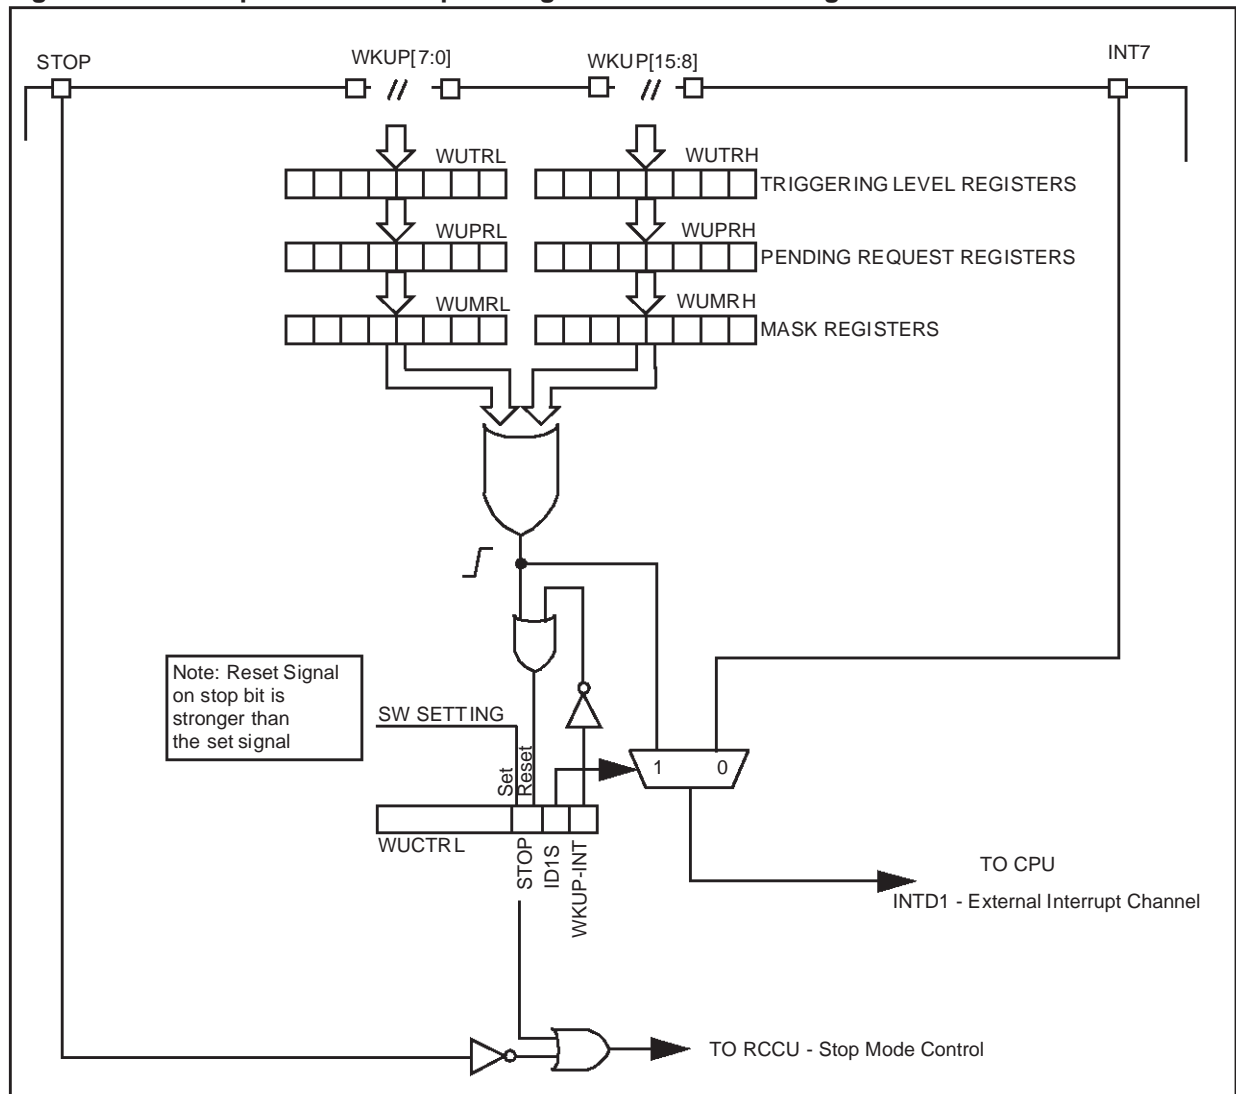 STOP
WKUP[7:0]
WKUP[15:8]
INT7
WUTRL
WUTRH
TRIGGERING LEVEL REGISTERS
WUPRL
WUPRH
PENDING REQUEST REGISTERS
WUMRL
WUMRH
MASK REGISTERS
Note: Reset Signal
on stop bit is
stronger than
the set signal
SW SETTING
Set
Reset
1 0
WUCTRL
STOP
ID1S
WKUP-INT
TO CPU
INTD1 - External Interrupt Channel
TO RCCU - Stop Mode Control